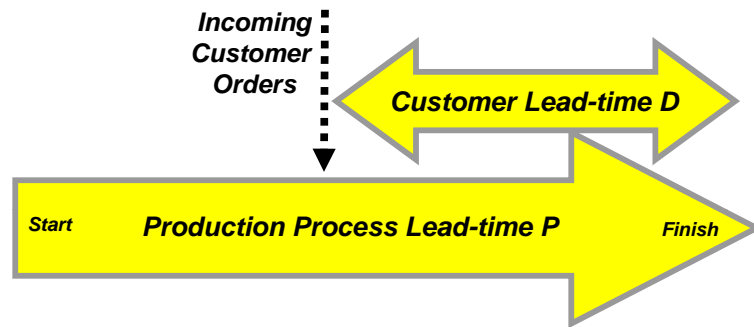 Incoming
Customer
Orders
Customer Lead-time D
Start
Production Process Lead-time P
Finish